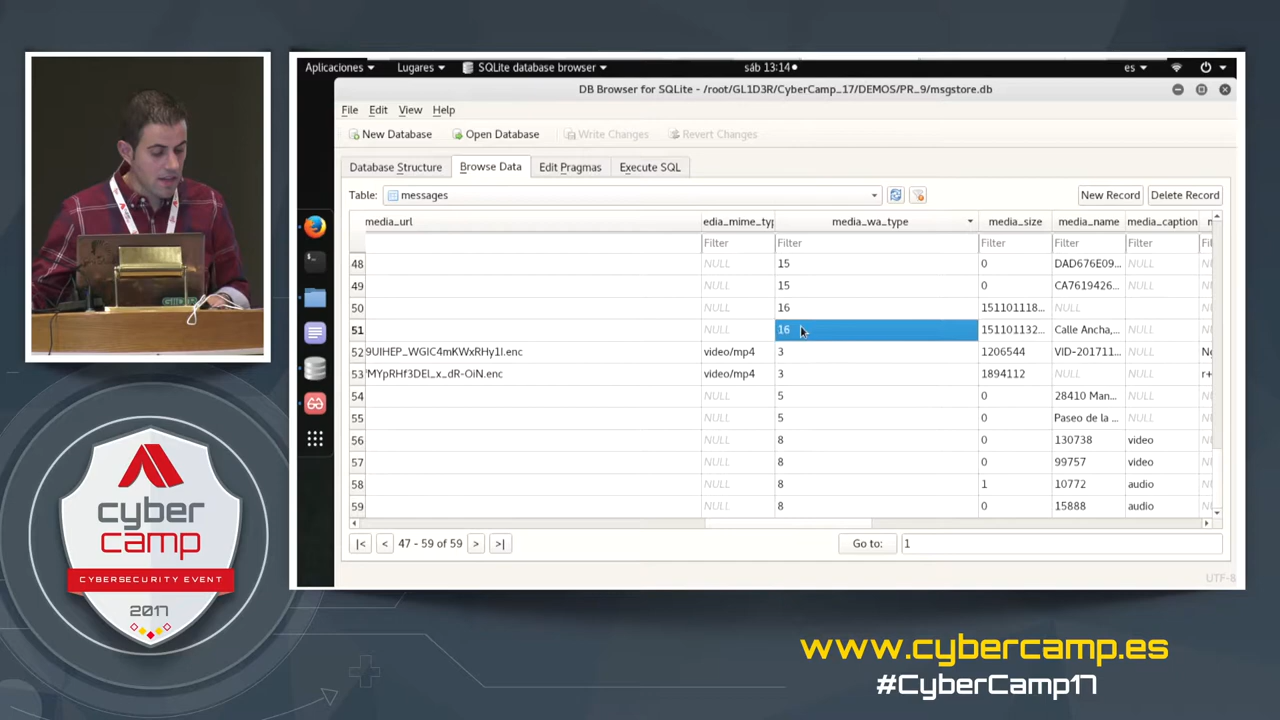 Aplicaciones Lugares SQLite database browser sáb 13:14 es
DB Browser for SQLite - /root/GL1D3R/CyberCamp_17/DEMOS/PR_9/msgstore.db
File Edit View Help
New Database Open Database Write Changes Revert Changes
Database Structure Browse Data Edit Pragmas Execute SQL
Table: messages New Record Delete Record
media_url edia_mime_typ media_wa_type media_size media_name media_caption
Filter Filter Filter Filter Filter
48 NULL 15 0 DAD676E09... NULL
49 NULL 15 0 CA7619426... NULL
50 NULL 16 151101118... NULL
51 NULL 16 151101132... Calle Ancha,... NULL
52 9UIHEP_WGIC4mKWxRHy1I.enc video/mp4 3 1206544 VID-201711... NULL
53 MYpRHf3DEl_x_dR-OiN.enc video/mp4 3 1894112 NULL NULL
54 NULL 5 0 28410 Man... NULL
55 NULL 5 0 Paseo de la ... NULL
56 NULL 8 0 130738 video
57 NULL 8 0 99757 video
58 NULL 8 1 10772 audio
59 NULL 8 0 15888 audio
|< < 47 - 59 of 59 > >| Go to: 1
UTF-8
cyber
camp
CYBERSECURITY EVENT
2017
www.cybercamp.es
#CyberCamp17